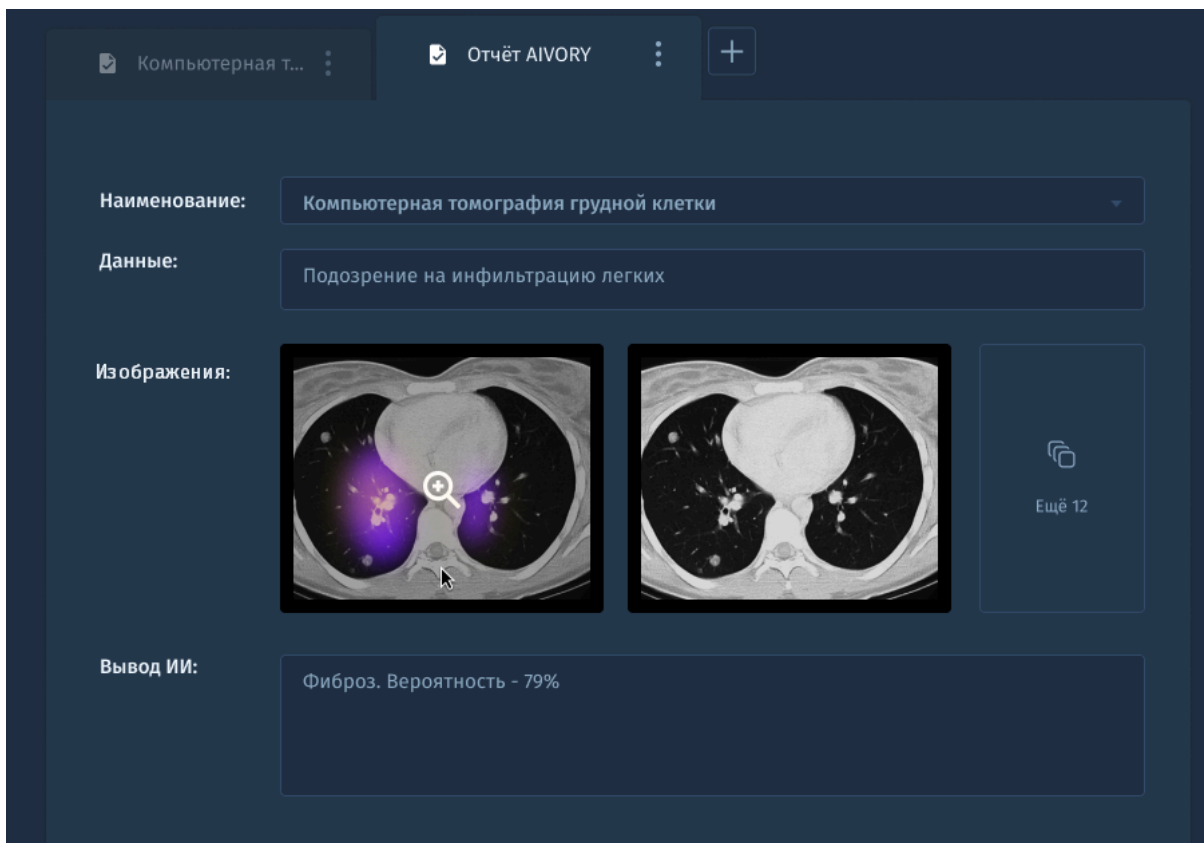 Компьютерная т...
Отчёт AIVORY
Наименование:
Компьютерная томография грудной клетки
Данные:
Подозрение на инфильтрацию легких
Изображения:
Ещё 12
Вывод ИИ:
Фиброз. Вероятность - 79%